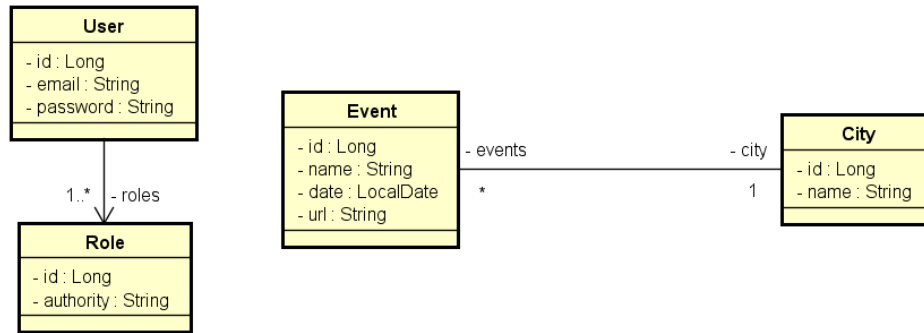 User
- id : Long
- email : String
- password : String
1..* - roles
Role
- id : Long
- authority : String
Event
- id : Long
- name : String
- date : LocalDate
- url : String
- events - city
* 1
City
- id : Long
- name : String